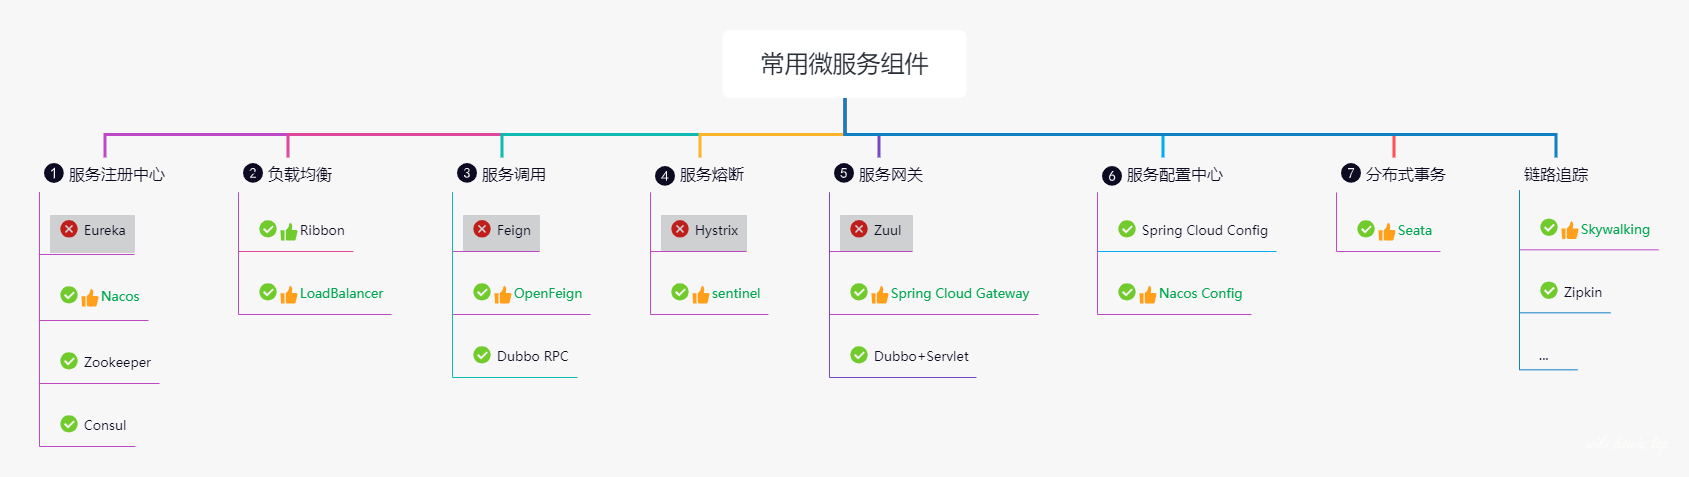 常用微服务组件
1 服务注册中心
Eureka
Nacos
Zookeeper
Consul
2 负载均衡
Ribbon
LoadBalancer
3 服务调用
Feign
OpenFeign
Dubbo RPC
4 服务熔断
Hystrix
sentinel
5 服务网关
Zuul
Spring Cloud Gateway
Dubbo+Servlet
6 服务配置中心
Spring Cloud Config
Nacos Config
7 分布式事务
Seata
链路追踪
Skywalking
Zipkin
...